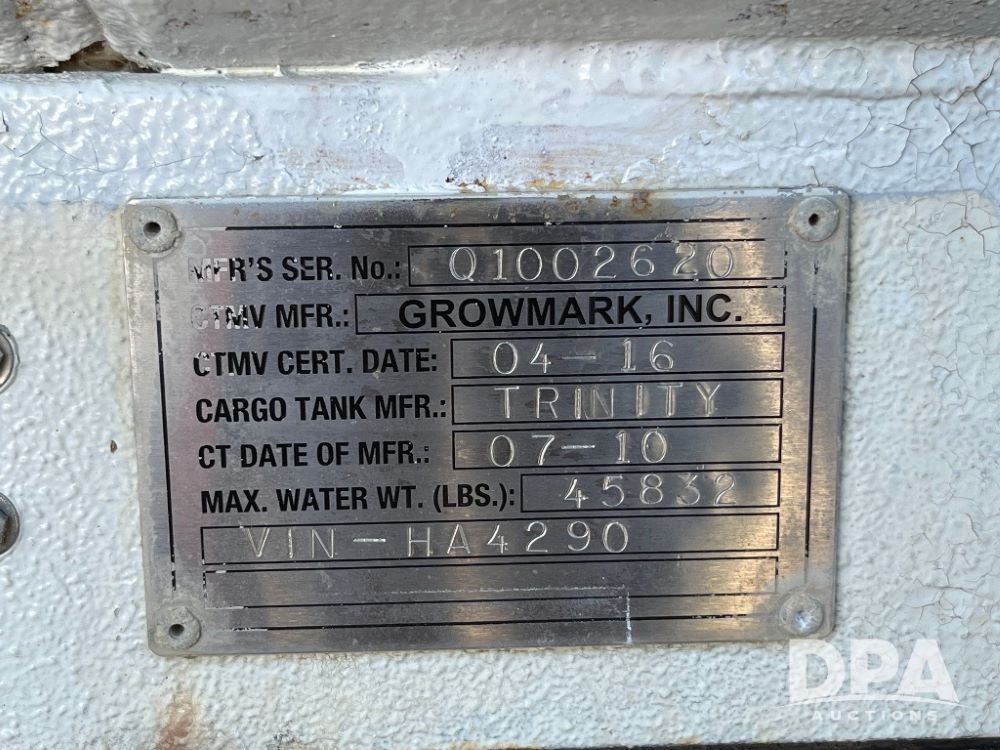 MFR'S SER. No.: Q1002620
CTMV MFR.: GROWMARK, INC.
CTMV CERT. DATE: 04-16
CARGO TANK MFR.: TRINITY
CT DATE OF MFR.: 07-10
MAX. WATER WT. (LBS.): 45832
VIN-HA4290
DPA
AUCTIONS